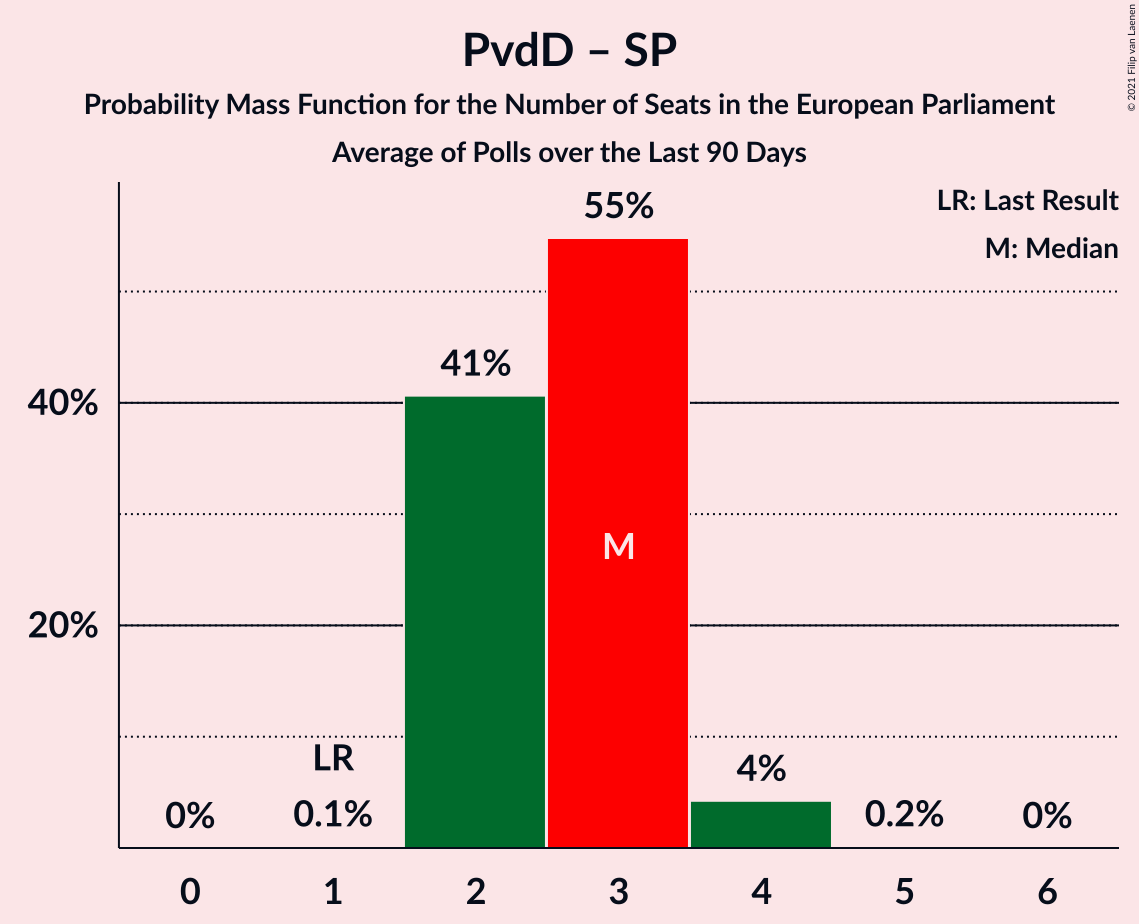 PvdD – SP
Probability Mass Function for the Number of Seats in the European Parliament
Average of Polls over the Last 90 Days
© 2021 Filip van Laenen
LR: Last Result
M: Median
55%
41%
40%
M
20%
LR
4%
0%
0.1%
0.2%
0%
0 1 2 3 4 5 6